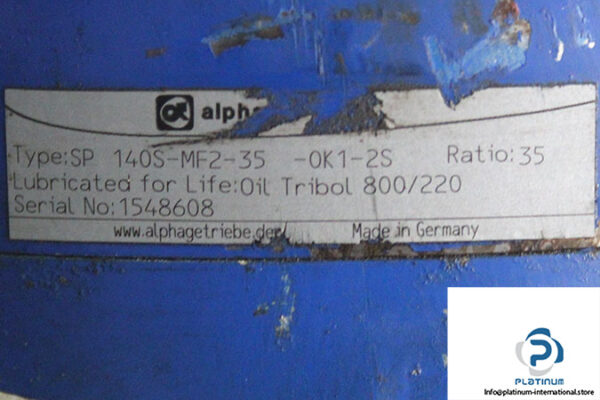 alpha
Type:SP 140S-MF2-35 -0K1-2S Ratio:35
Lubricated for Life:Oil Tribol 800/220
Serial No:1548608
www.alphagetriebe.de/ Made in Germany
PLATINUM
Info@platinum-international.store